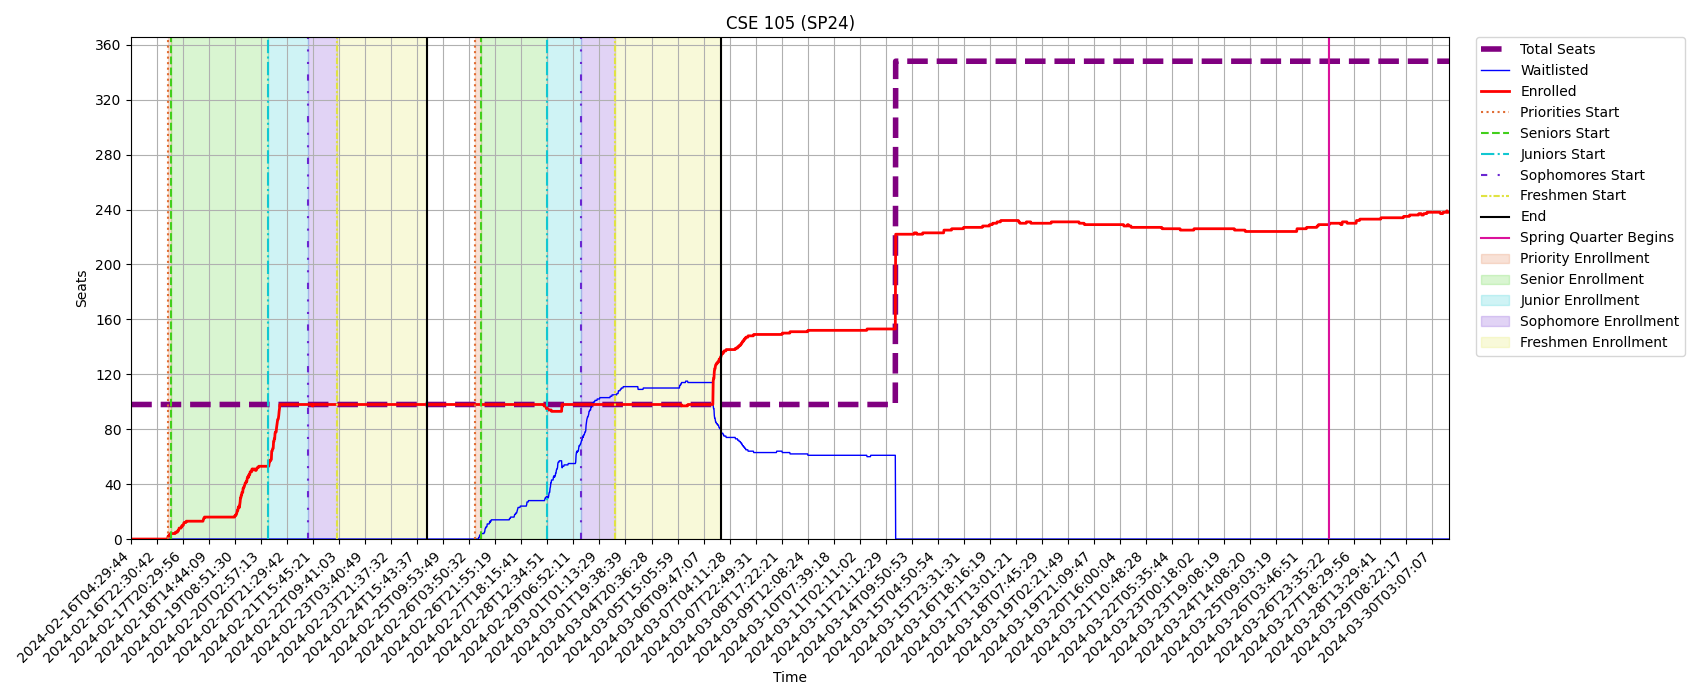 CSE 105 (SP24)
Seats
360
320
280
240
200
160
120
80
40
0
2024-02-16T04:29:44
2024-02-16T22:30:42
2024-02-17T20:29:56
2024-02-18T14:44:09
2024-02-19T08:51:30
2024-02-20T02:57:13
2024-02-20T21:29:42
2024-02-21T15:45:21
2024-02-22T09:41:03
2024-02-23T03:40:49
2024-02-23T21:37:32
2024-02-24T15:43:37
2024-02-25T09:53:49
2024-02-26T03:50:32
2024-02-26T21:55:19
2024-02-27T18:15:41
2024-02-28T12:34:51
2024-02-29T06:52:11
2024-03-01T01:13:29
2024-03-01T19:38:39
2024-03-04T20:36:28
2024-03-05T15:05:59
2024-03-06T09:47:07
2024-03-07T04:11:28
2024-03-07T22:49:31
2024-03-08T17:22:21
2024-03-09T12:08:24
2024-03-10T07:39:18
2024-03-11T02:11:02
2024-03-11T21:12:29
2024-03-14T09:50:53
2024-03-15T04:50:54
2024-03-15T23:31:31
2024-03-16T18:16:19
2024-03-17T13:01:21
2024-03-18T07:45:29
2024-03-19T02:21:49
2024-03-19T21:09:47
2024-03-20T16:00:04
2024-03-21T10:48:28
2024-03-22T05:35:44
2024-03-23T00:18:02
2024-03-23T19:08:19
2024-03-24T14:08:20
2024-03-25T09:03:19
2024-03-26T03:46:51
2024-03-26T23:35:22
2024-03-27T18:29:56
2024-03-28T13:29:41
2024-03-29T08:22:17
2024-03-30T03:07:07
Time
Total Seats
Waitlisted
Enrolled
Priorities Start
Seniors Start
Juniors Start
Sophomores Start
Freshmen Start
End
Spring Quarter Begins
Priority Enrollment
Senior Enrollment
Junior Enrollment
Sophomore Enrollment
Freshmen Enrollment